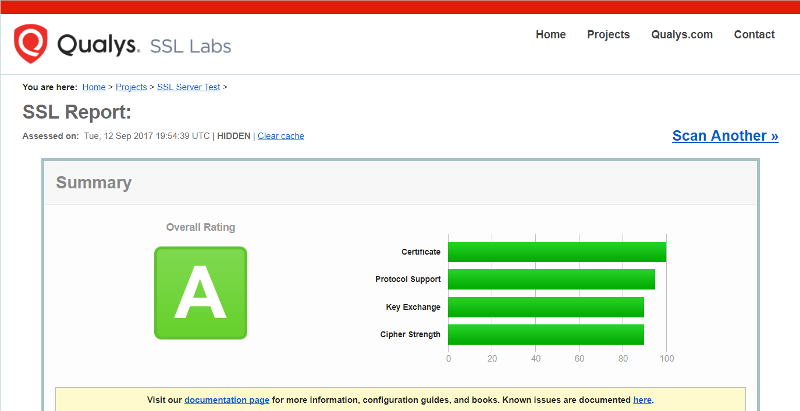 Qualys. SSL Labs
Home Projects Qualys.com Contact
You are here: Home > Projects > SSL Server Test >
SSL Report:
Assessed on: Tue, 12 Sep 2017 19:54:39 UTC | HIDDEN | Clear cache
Scan Another »
Summary
Overall Rating
A
Certificate
Protocol Support
Key Exchange
Cipher Strength
0 20 40 60 80 100
Visit our documentation page for more information, configuration guides, and books. Known issues are documented here.